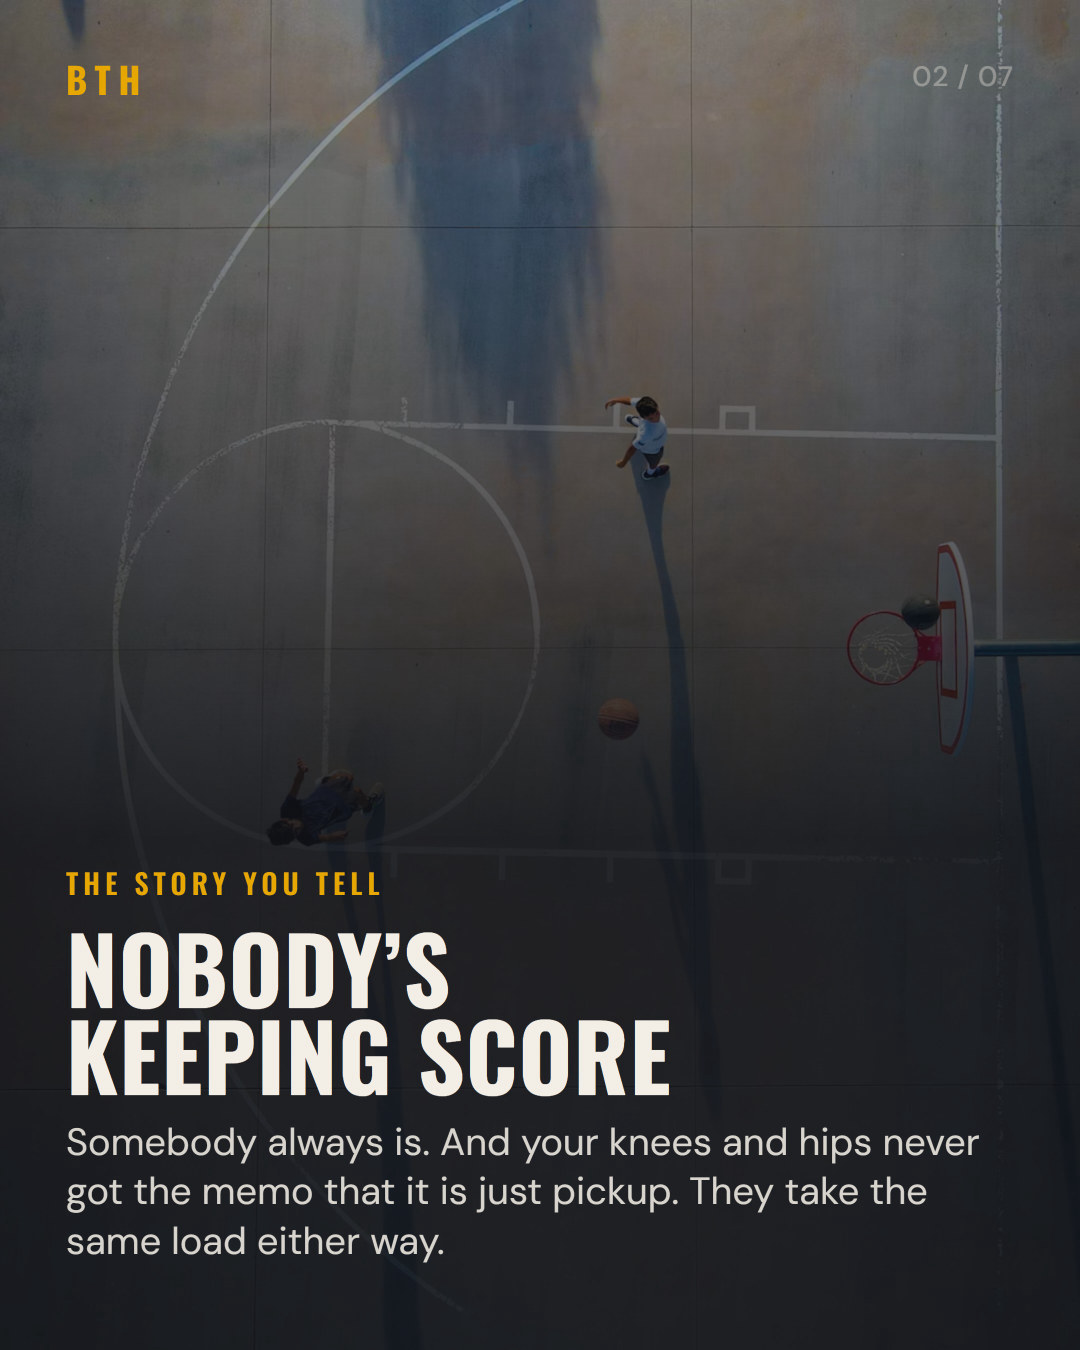 BTH
02 / 07
THE STORY YOU TELL
NOBODY’S
KEEPING SCORE
Somebody always is. And your knees and hips never
got the memo that it is just pickup. They take the
same load either way.